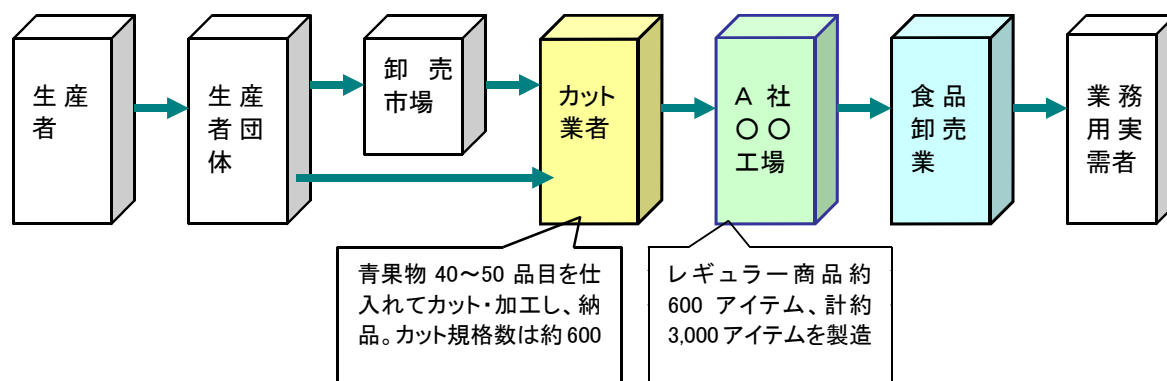 生産
者
生産
者団
体
卸売
市場
カット
業者
A社
〇〇
工場
食品
卸売
業
業務
用実
需者
青果物 40～50 品目を仕
入れてカット・加工し、納
品。カット規格数は約 600
レギュラー商品約
600 アイテム、計約
3,000 アイテムを製造